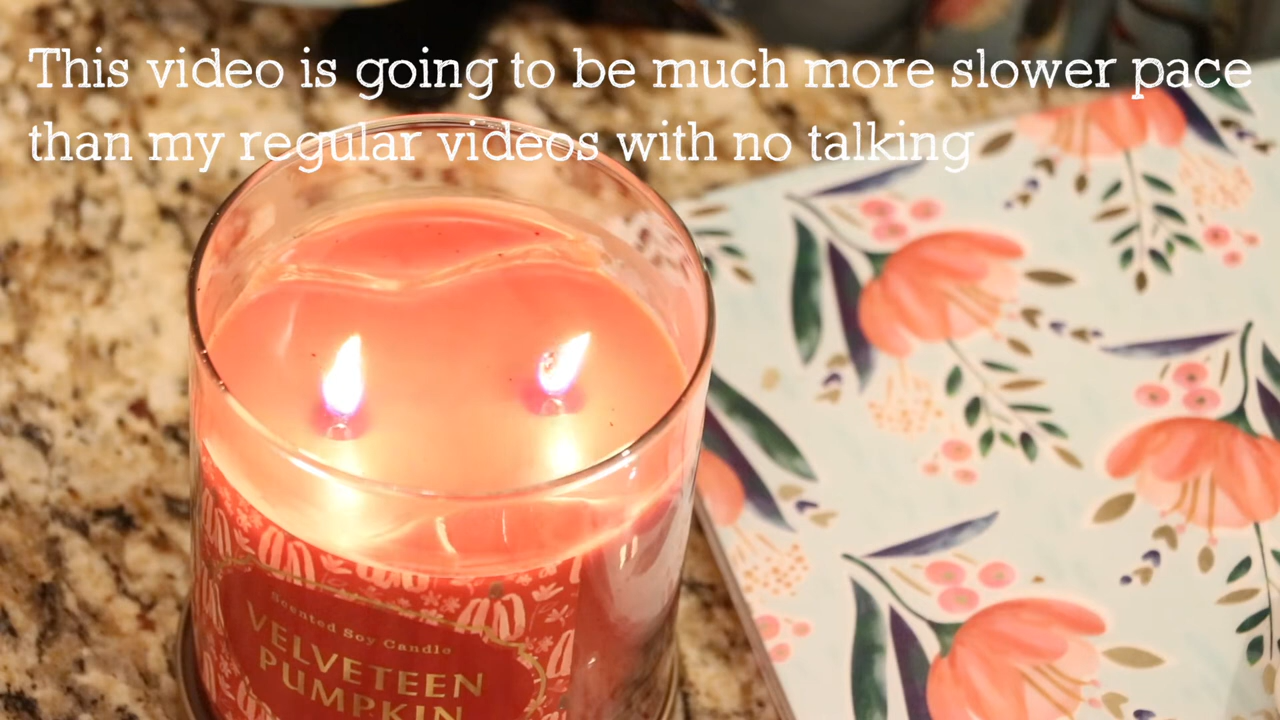 This video is going to be much more slower pace
than my regular videos with no talking
Scented Soy Candle
VELVETEEN
PUMPKIN